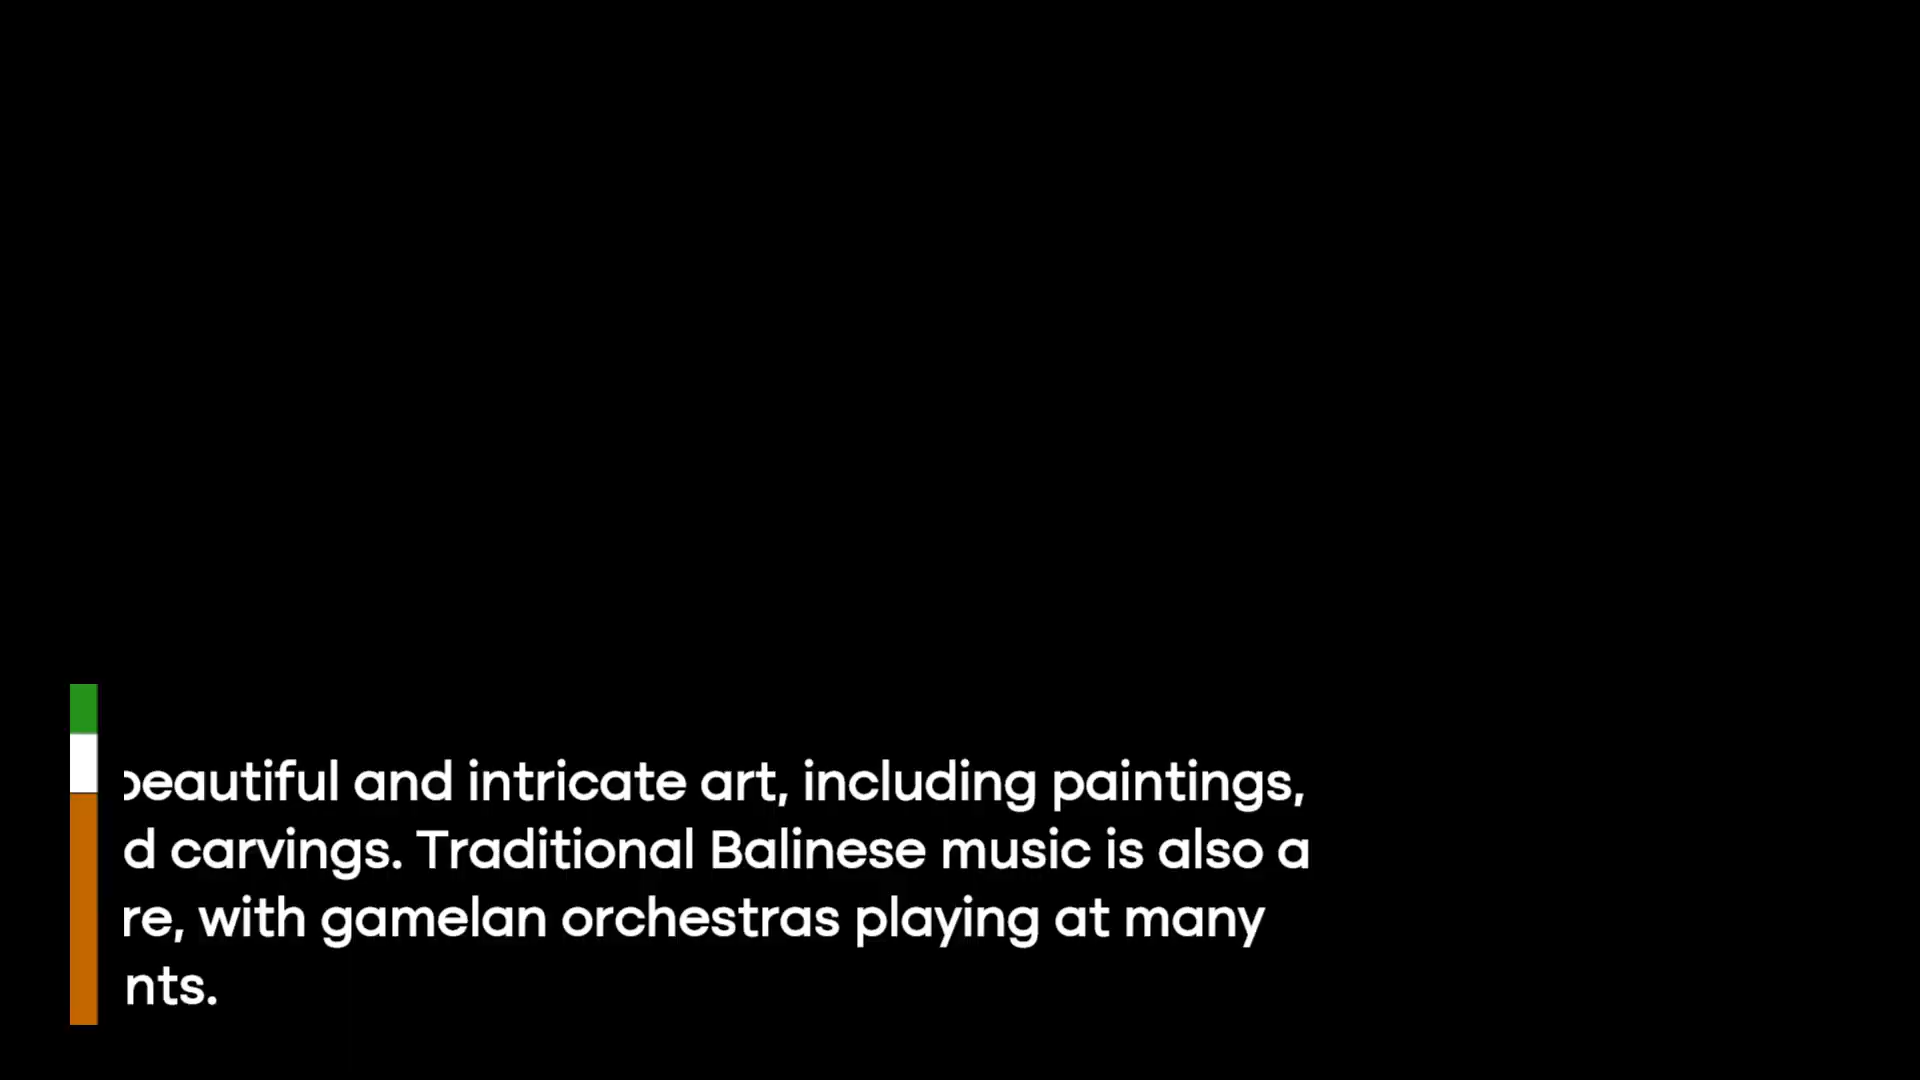 beautiful and intricate art, including paintings,
d carvings. Traditional Balinese music is also a
re, with gamelan orchestras playing at many
nts.